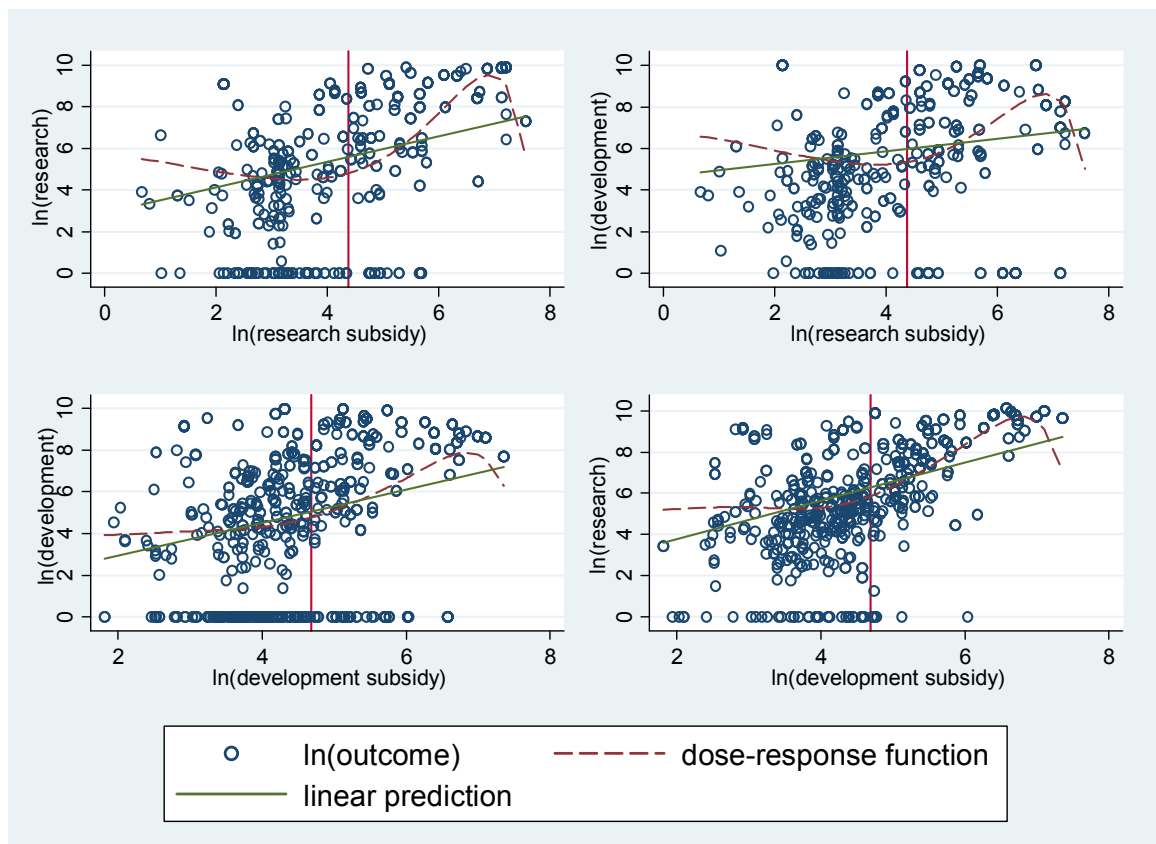 ln(research)
10
8
6
4
2
0
0 2 4 6 8
ln(research subsidy)
ln(development)
10
8
6
4
2
0
0 2 4 6 8
ln(research subsidy)
ln(development)
10
8
6
4
2
0
2 4 6 8
ln(development subsidy)
ln(research)
10
8
6
4
2
0
2 4 6 8
ln(development subsidy)
ln(outcome) dose-response function
linear prediction